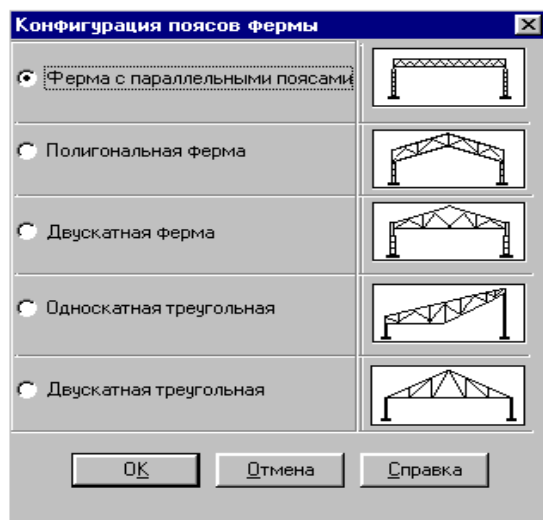 Конфигурация поясов фермы
Ферма с параллельными поясами
Полигональная ферма
Двускатная ферма
Односкатная треугольная
Двускатная треугольная
OK Отмена Справка